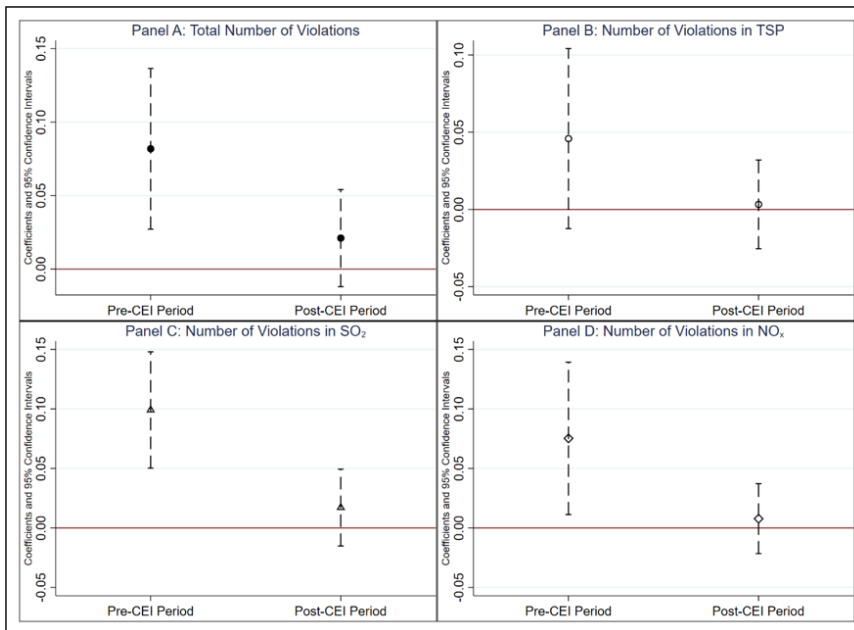 Panel A: Total Number of Violations
Coefficients and 95% Confidence Intervals
0.15
0.10
0.05
0.00
Pre-CEI Period Post-CEI Period
Panel B: Number of Violations in TSP
Coefficients and 95% Confidence Intervals
0.10
0.05
0.00
-0.05
Pre-CEI Period Post-CEI Period
Panel C: Number of Violations in SO₂
Coefficients and 95% Confidence Intervals
0.15
0.10
0.05
0.00
-0.05
Pre-CEI Period Post-CEI Period
Panel D: Number of Violations in NOₓ
Coefficients and 95% Confidence Intervals
0.15
0.10
0.05
0.00
-0.05
Pre-CEI Period Post-CEI Period